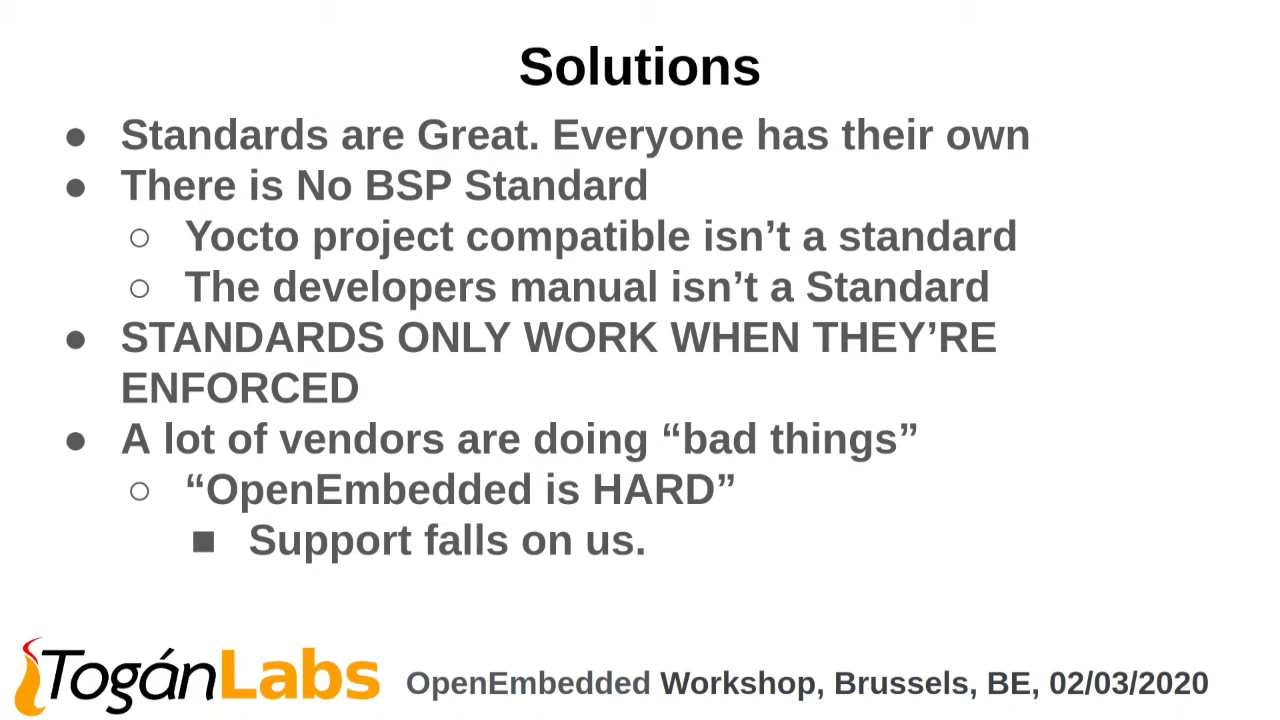 Solutions
● Standards are Great. Everyone has their own
● There is No BSP Standard
○ Yocto project compatible isn’t a standard
○ The developers manual isn’t a Standard
● STANDARDS ONLY WORK WHEN THEY’RE
ENFORCED
● A lot of vendors are doing “bad things”
○ “OpenEmbedded is HARD”
■ Support falls on us.
TogánLabs
OpenEmbedded Workshop, Brussels, BE, 02/03/2020